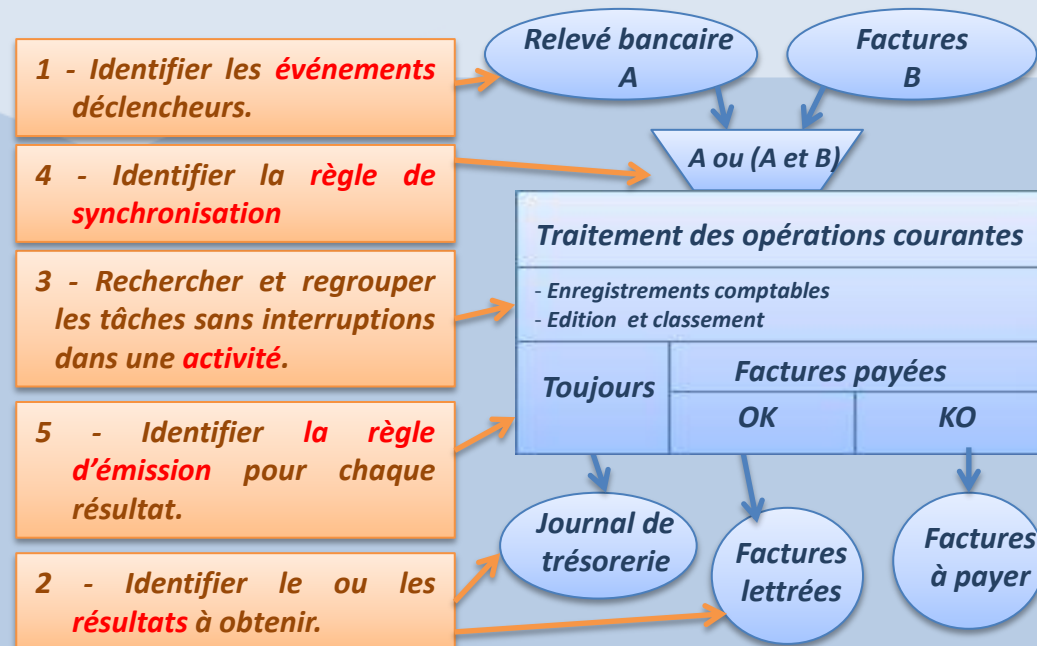 1 - Identifier les événements
déclencheurs.
4 - Identifier la règle de
synchronisation
3 - Rechercher et regrouper
les tâches sans interruptions
dans une activité.
5 - Identifier la règle
d'émission pour chaque
résultat.
2 - Identifier le ou les
résultats à obtenir.
Relevé bancaire
A
Factures
B
A ou (A et B)
Traitement des opérations courantes
- Enregistrements comptables
- Edition et classement
Toujours
Factures payées
OK
KO
Journal de
trésorerie
Factures
lettrées
Factures
à payer